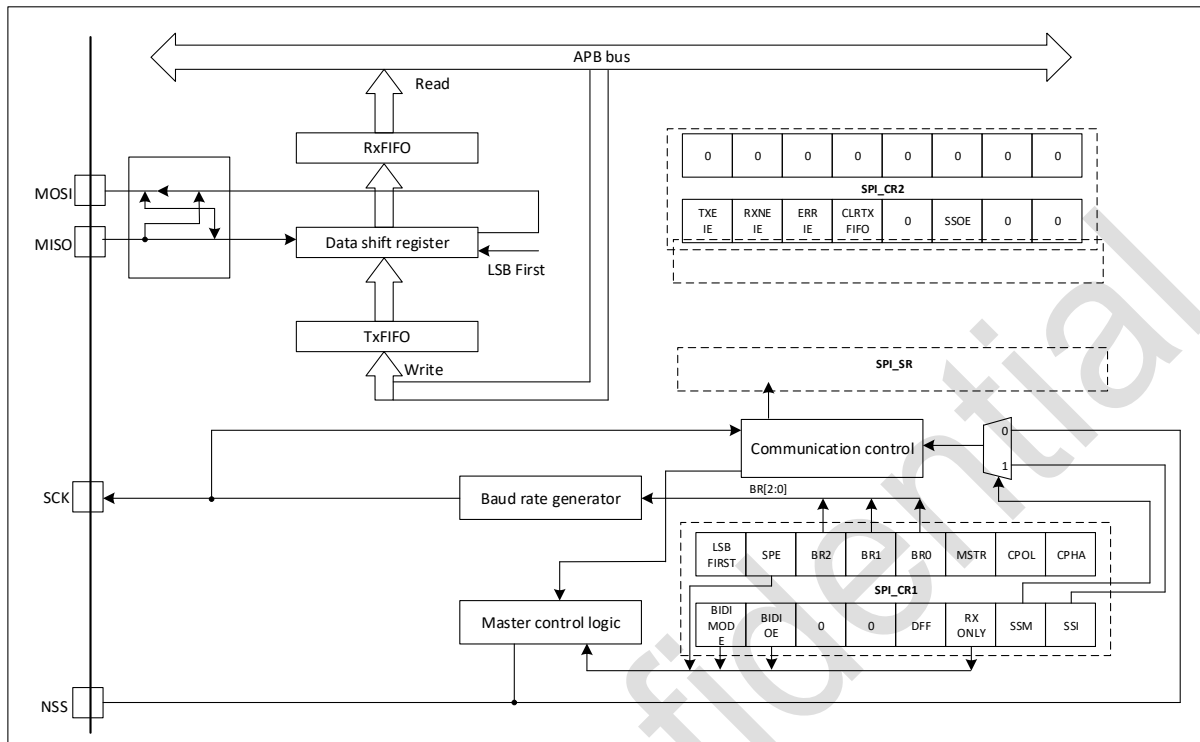 APB bus
Read
RxFIFO
0 0 0 0 0 0 0 0
MOSI
SPI_CR2
TXE IE
RXNE IE
ERR IE
CLRTX FIFO
0
SSOE
0
0
MISO
Data shift register
LSB First
TxFIFO
Write
SPI_SR
Communication control
0
1
SCK
Baud rate generator
BR[2:0]
LSB FIRST
SPE
BR2
BR1
BR0
MSTR
CPOL
CPHA
SPI_CR1
Master control logic
BIDI MOD E
BIDI OE
0
0
DFF
RX ONLY
SSM
SSI
NSS
fidential